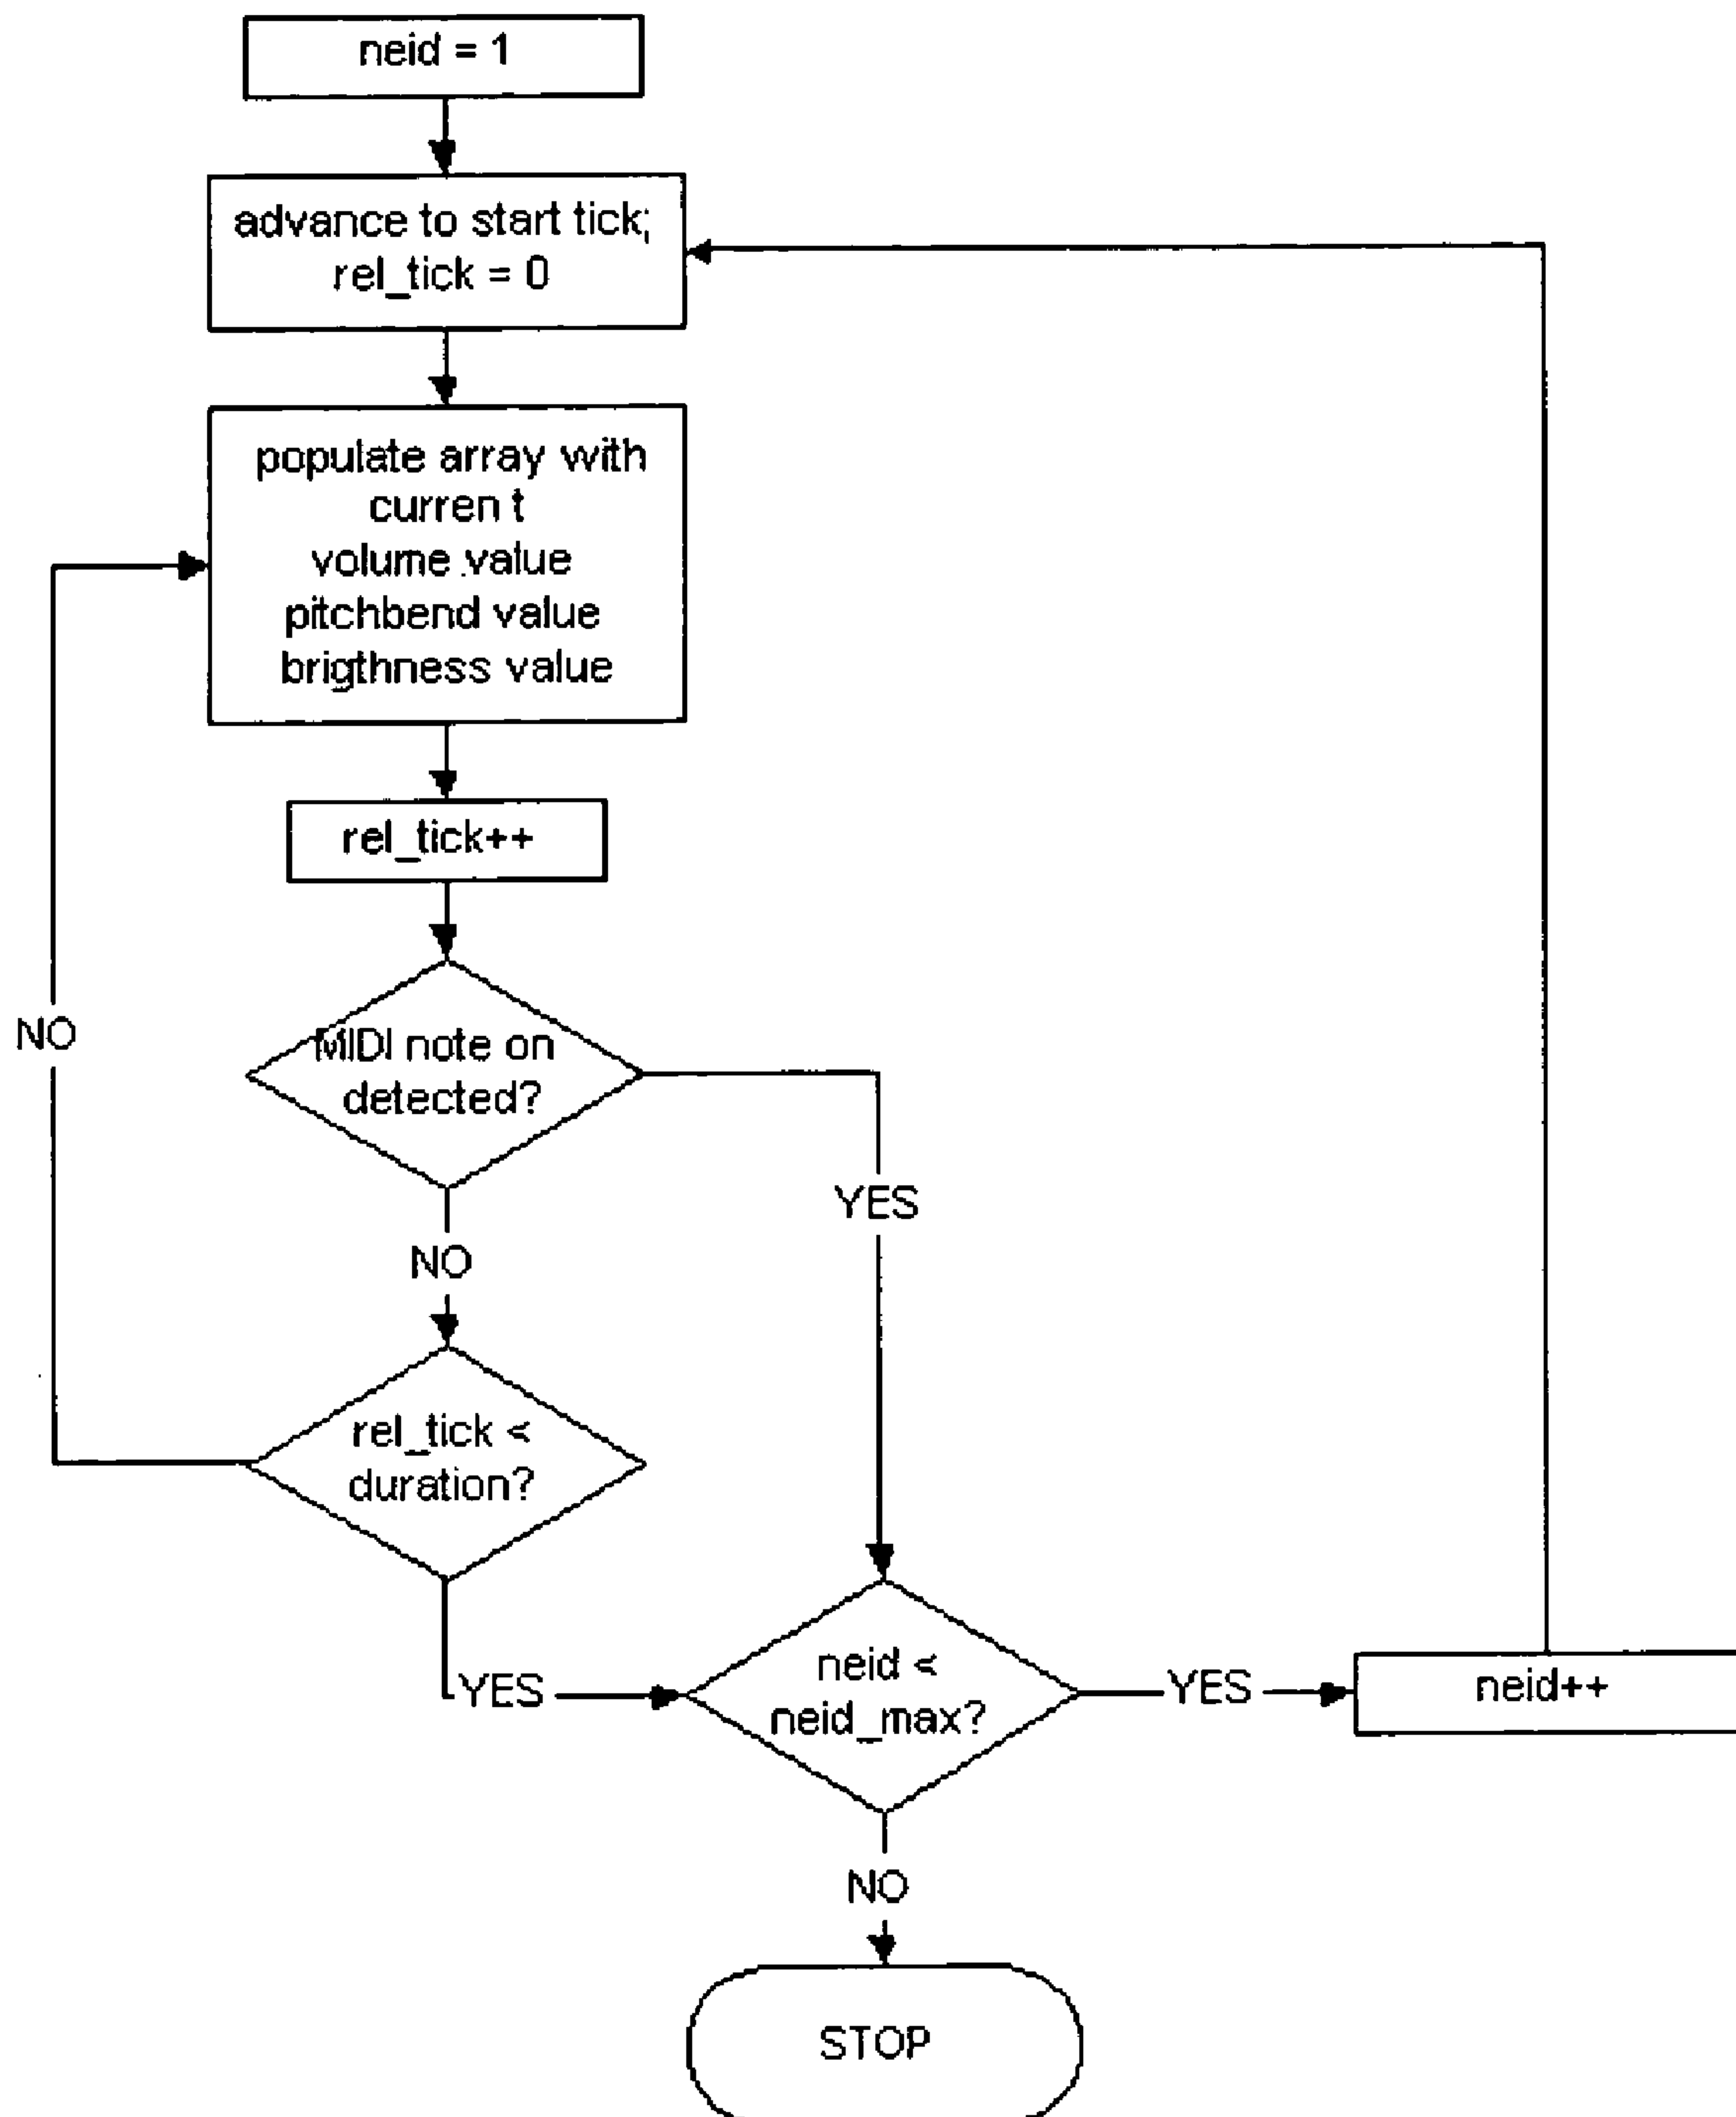 neid = 1
advance to start tick;
rel_tick = 0
populate array with
curren t
volume value
pitchbend value
brigthness value
rel_tick++
NO
MIDI note on
detected?
YES
NO
rel_tick <
duration?
YES
neid <
neid_max?
YES
neid++
NO
STOP